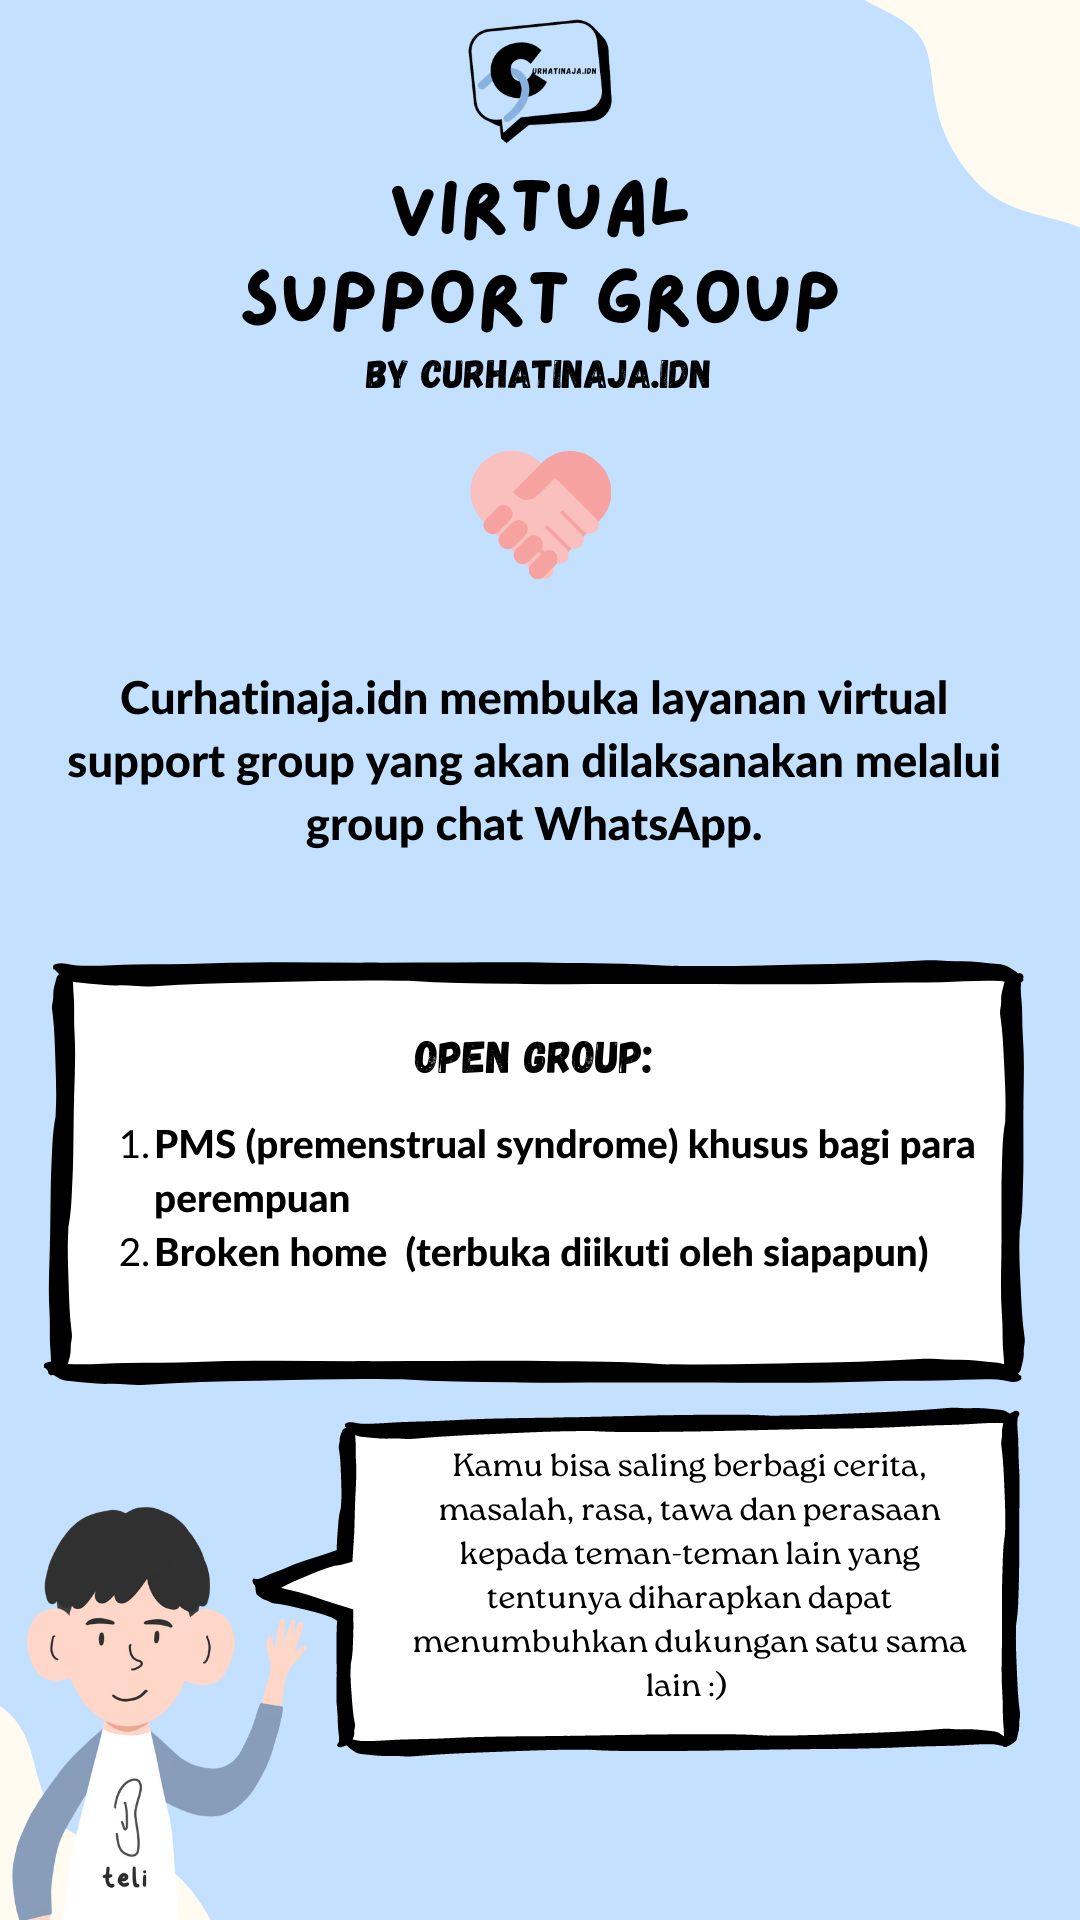 CURHATINAJA.IDN
VIRTUAL
SUPPORT GROUP
BY CURHATINAJA.IDN
Curhatinaja.idn membuka layanan virtual
support group yang akan dilaksanakan melalui
group chat WhatsApp.
OPEN GROUP:
1. PMS (premenstrual syndrome) khusus bagi para
perempuan
2. Broken home (terbuka diikuti oleh siapapun)
Kamu bisa saling berbagi cerita,
masalah, rasa, tawa dan perasaan
kepada teman-teman lain yang
tentunya diharapkan dapat
menumbuhkan dukungan satu sama
lain :)
teli